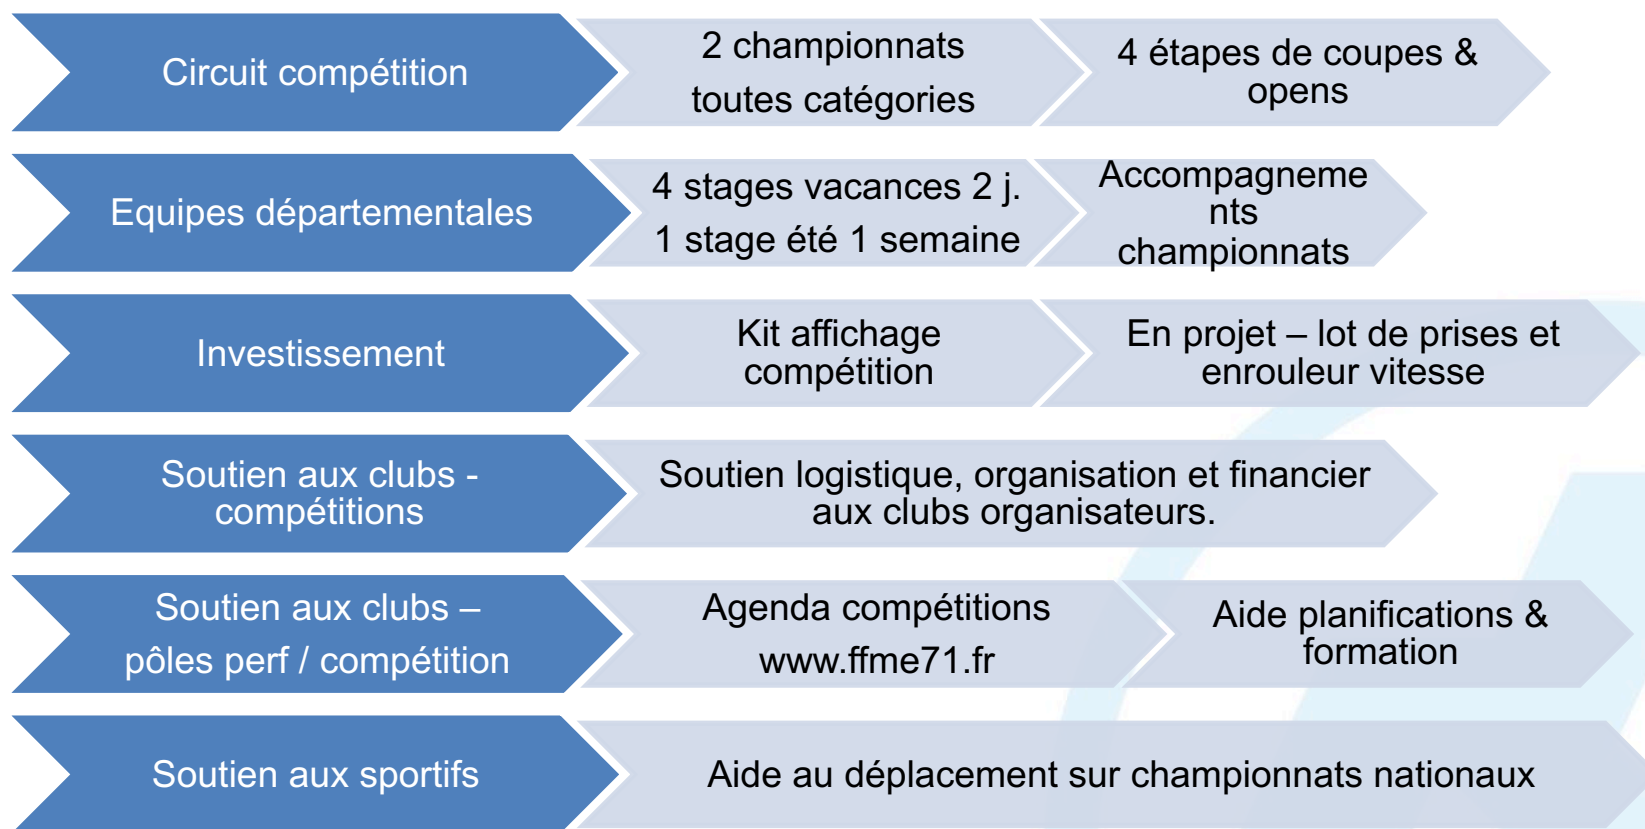 Circuit compétition
2 championnats
toutes catégories
4 étapes de coupes &
opens
Equipes départementales
4 stages vacances 2 j.
1 stage été 1 semaine
Accompagneme
nts
championnats
Investissement
Kit affichage
compétition
En projet – lot de prises et
enrouleur vitesse
Soutien aux clubs -
compétitions
Soutien logistique, organisation et financier
aux clubs organisateurs.
Soutien aux clubs –
pôles perf / compétition
Agenda compétitions
www.ffme71.fr
Aide planifications &
formation
Soutien aux sportifs
Aide au déplacement sur championnats nationaux